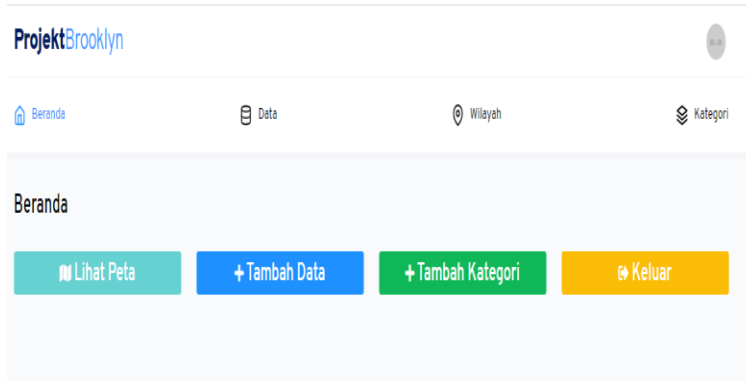 ProjektBrooklyn
Beranda Data Wilayah Kategori
Beranda
Lihat Peta +Tambah Data +Tambah Kategori Keluar